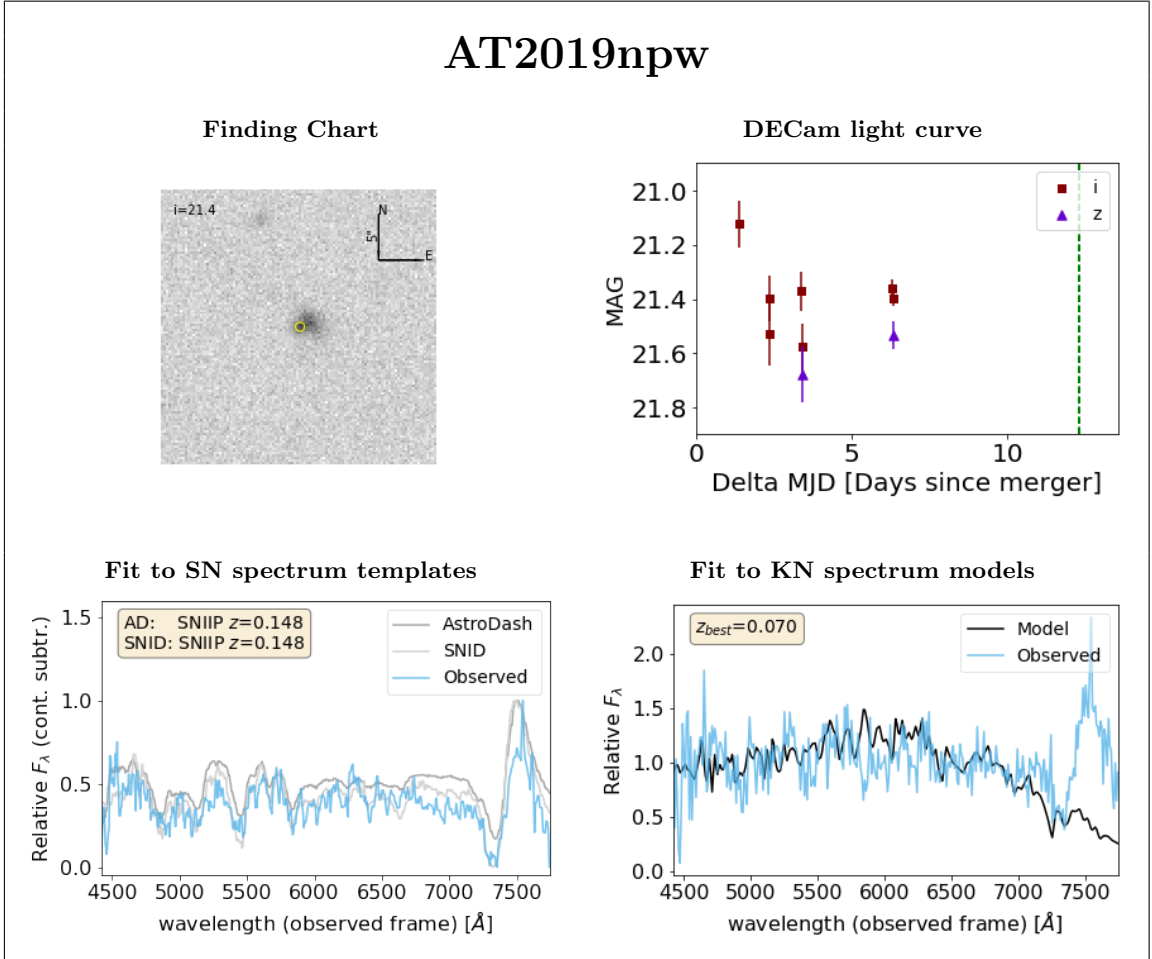 AT2019npw
Finding Chart
i=21.4
N
5"
E
DECam light curve
21.0
21.2
21.4
21.6
21.8
MAG
i
z
0
5
10
Delta MJD [Days since merger]
Fit to SN spectrum templates
AD: SNIIP z=0.148
SNID: SNIIP z=0.148
AstroDash
SNID
Observed
1.5
1.0
0.5
0.0
Relative Fλ (cont. subtr.)
4500 5000 5500 6000 6500 7000 7500
wavelength (observed frame) [Å]
Fit to KN spectrum models
zbest=0.070
Model
Observed
2.0
1.5
1.0
0.5
0.0
Relative Fλ
4500 5000 5500 6000 6500 7000 7500
wavelength (observed frame) [Å]